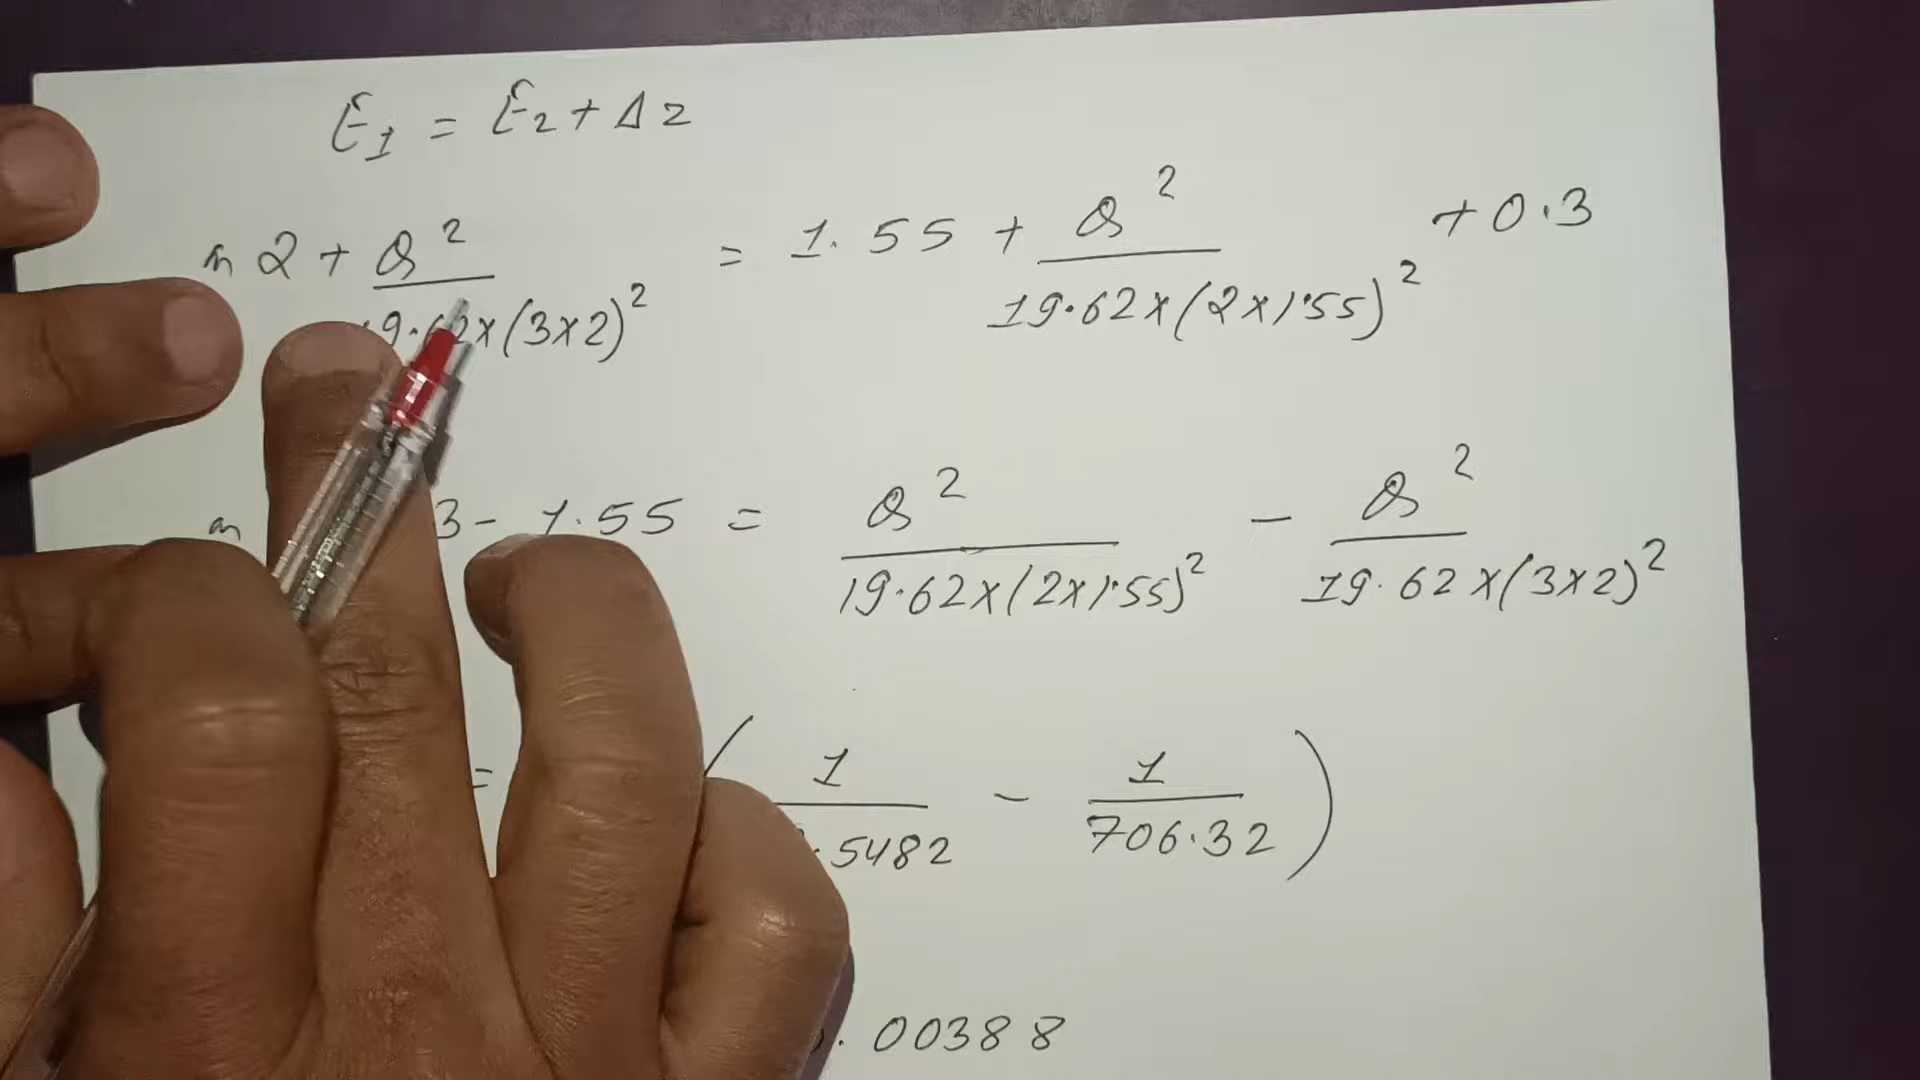 E1 = E2 + Δz
2 + Q² / 19.62x(3x2)² = 1.55 + Q² / 19.62x(2x1.55)² + 0.3
3 - 1.55 = Q² / 19.62x(2x1.55)² - Q² / 19.62x(3x2)²
= ( 1 / .5482 - 1 / 706.32 )
.00388